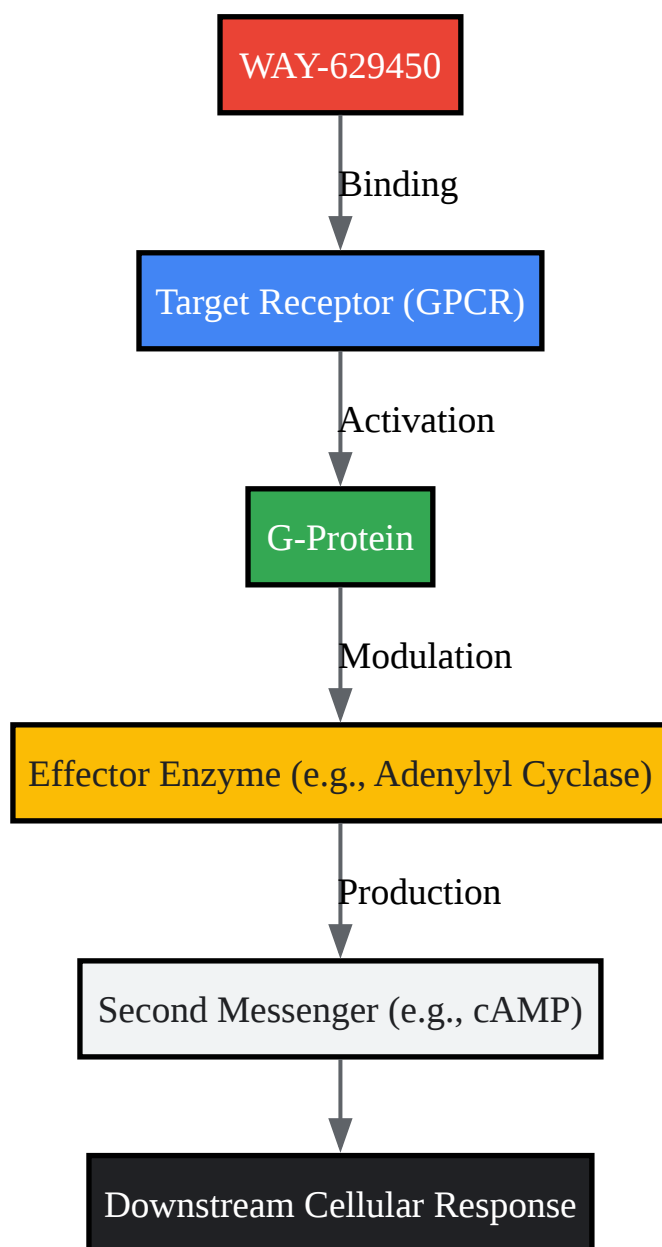 WAY-629450
Binding
Target Receptor (GPCR)
Activation
G-Protein
Modulation
Effector Enzyme (e.g., Adenylyl Cyclase)
Production
Second Messenger (e.g., cAMP)
Downstream Cellular Response